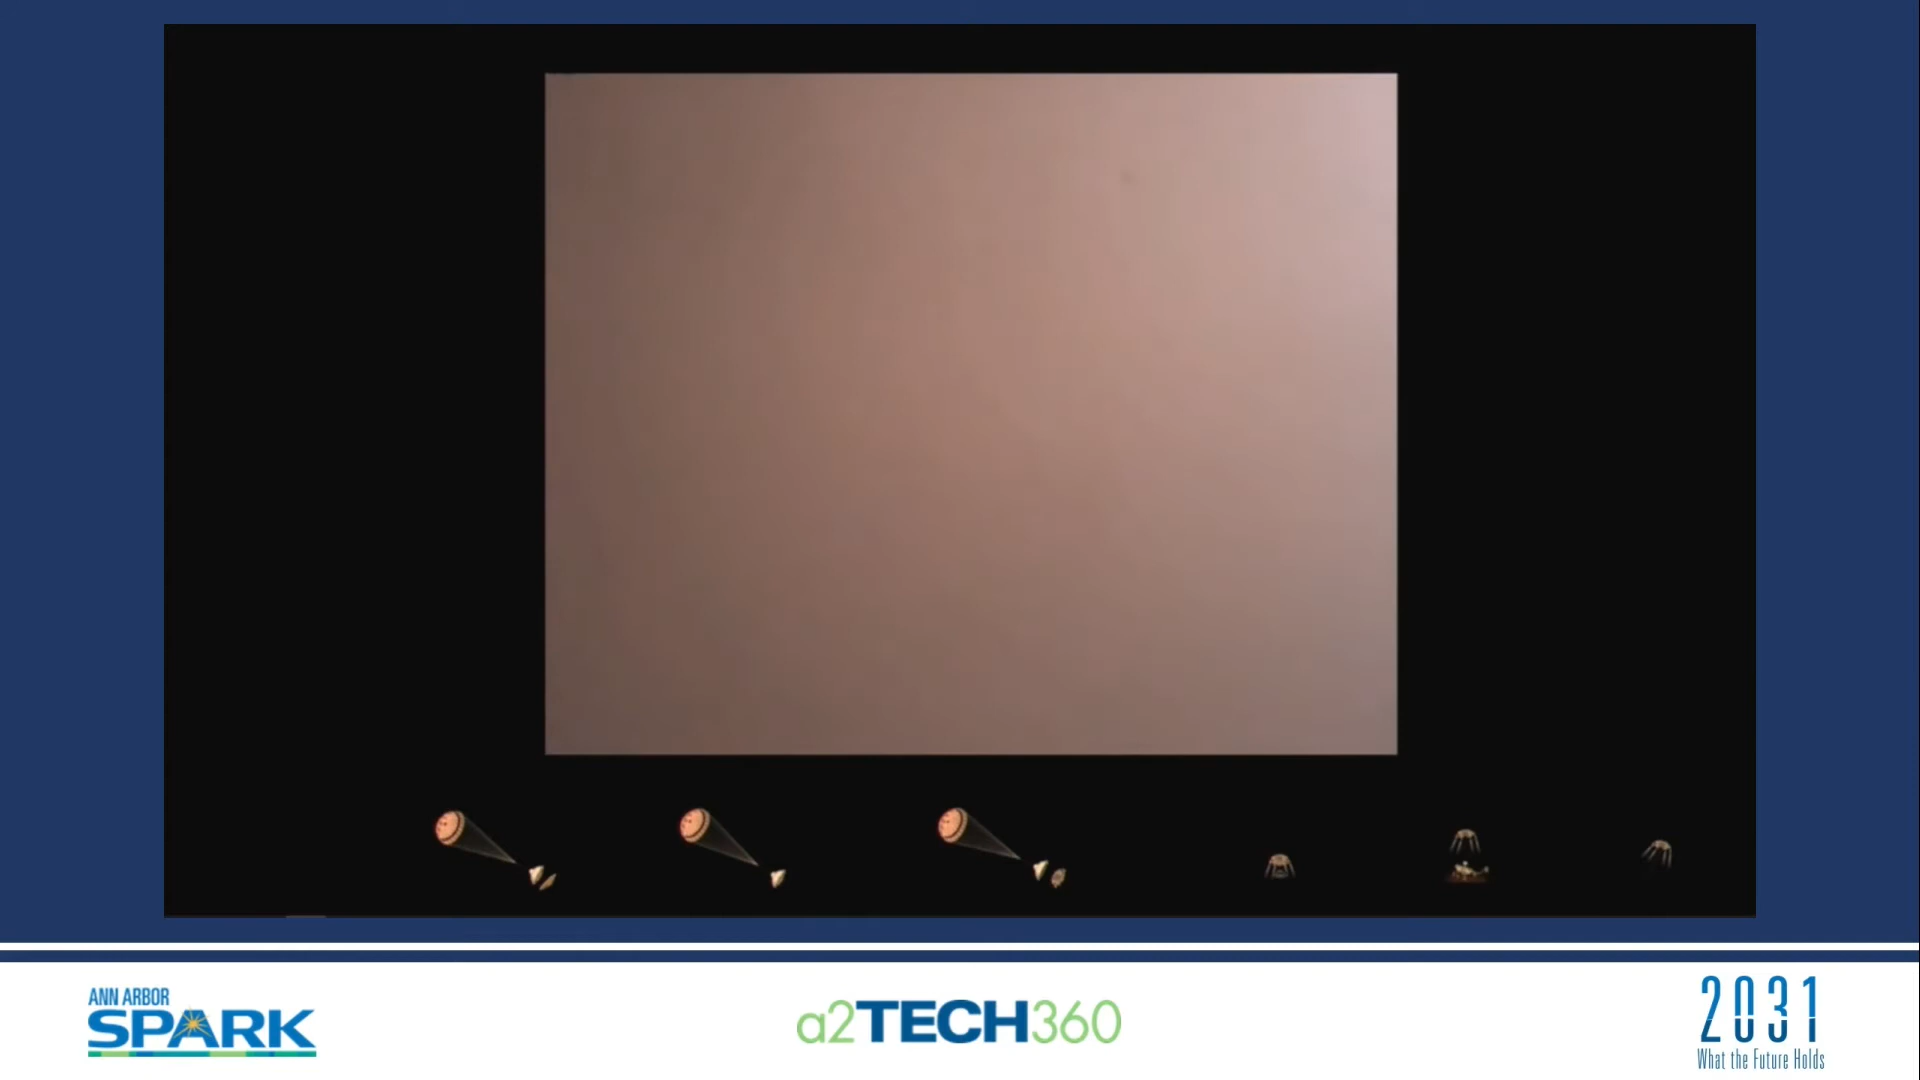 ANN ARBOR
SPARK
a2TECH360
2031
What the Future Holds